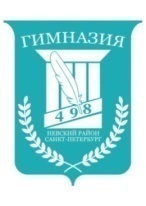 ГИМНАЗИЯ
498
НЕВСКИЙ РАЙОН
САНКТ-ПЕТЕРБУРГ